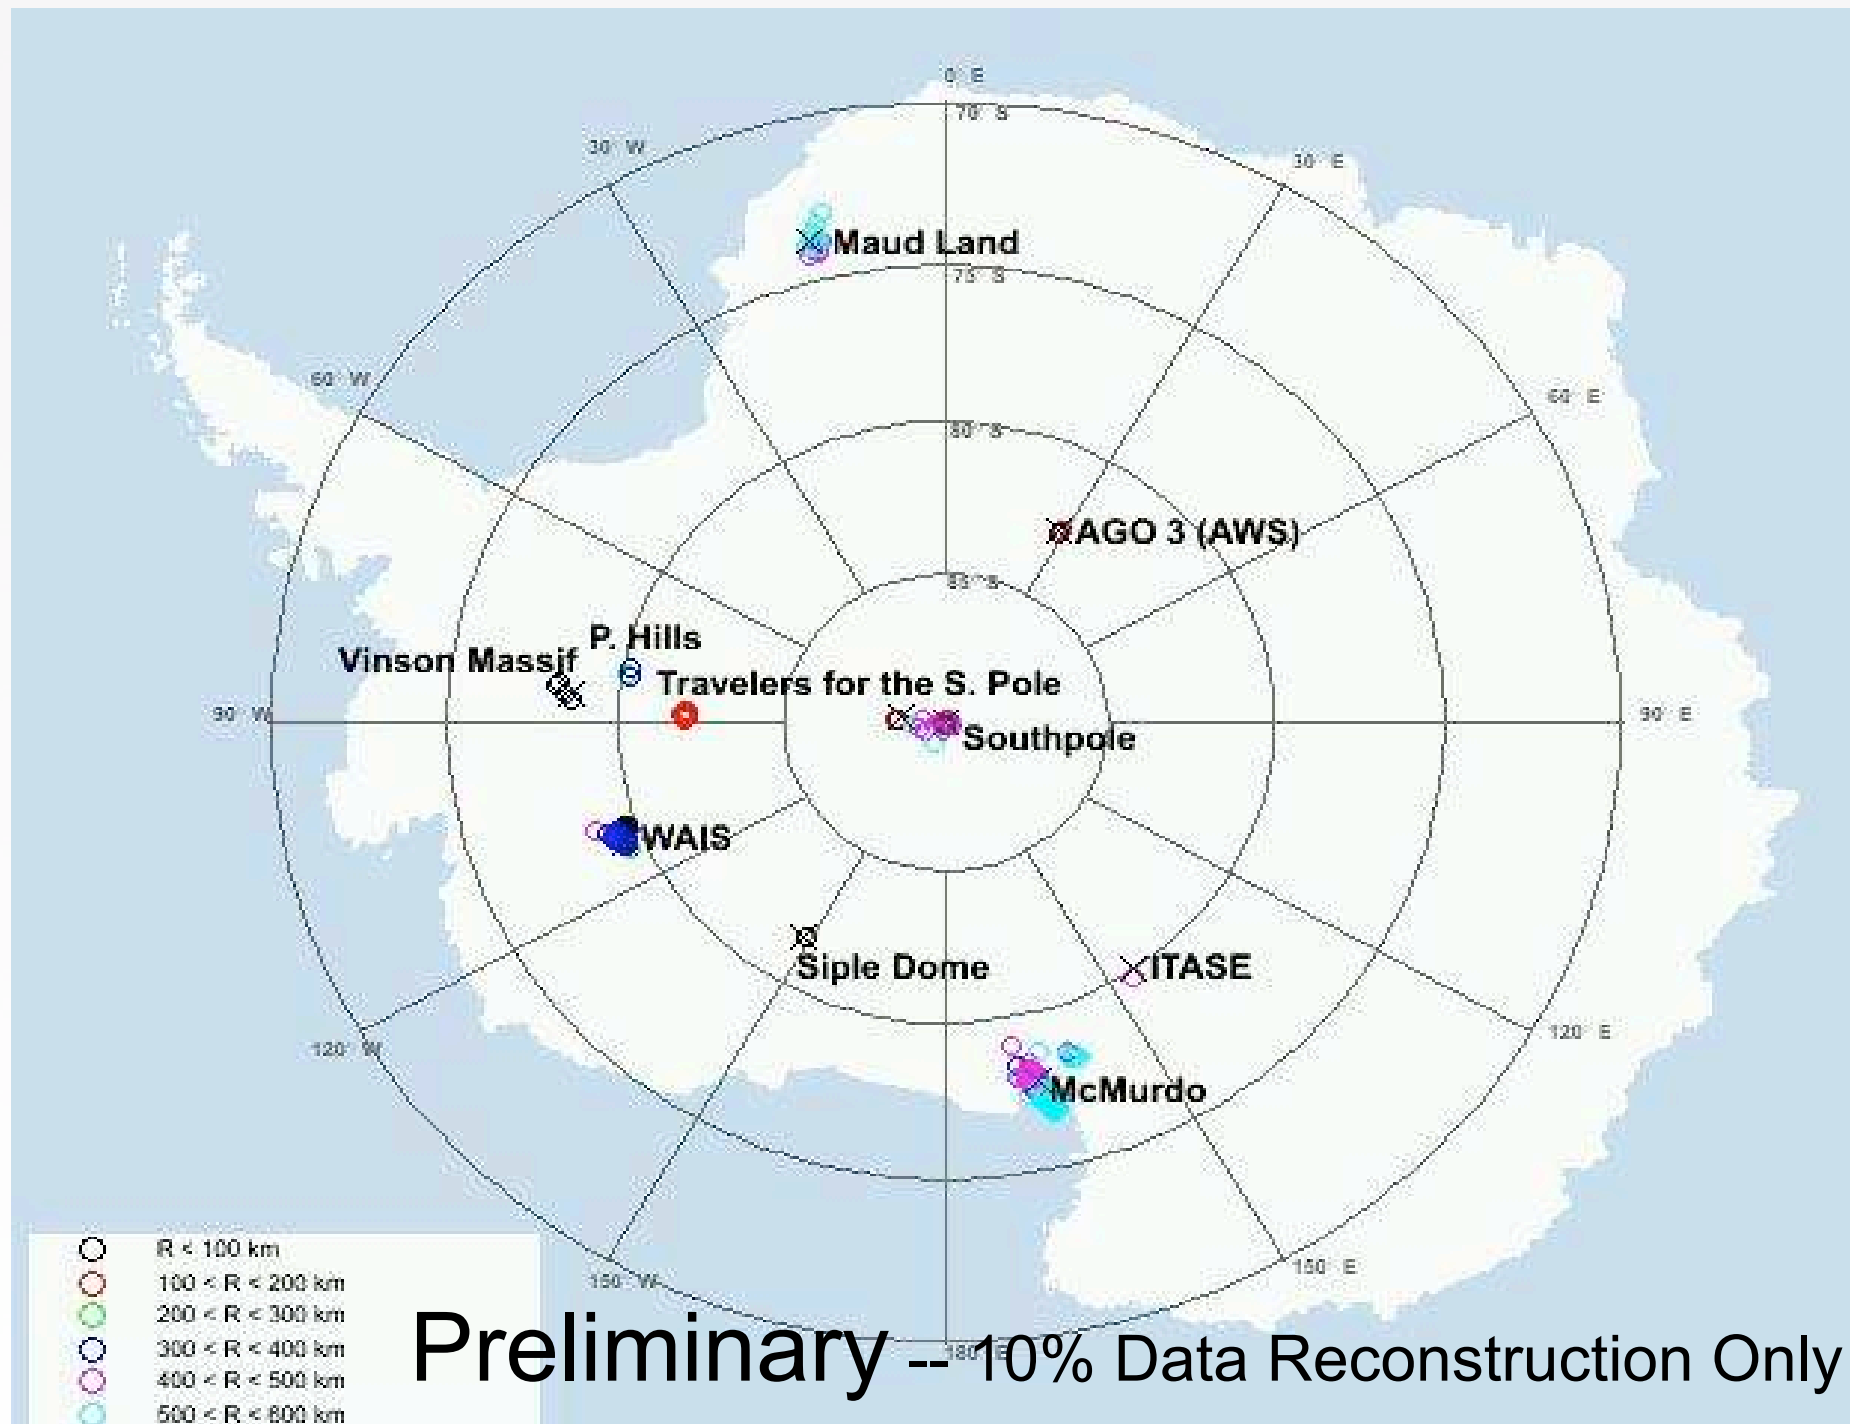 0 E
70 S
30 W
30 E
Maud Land
75 S
60 W
60 E
80 S
AGO 3 (AWS)
85 S
P. Hills
Vinson Massif
Travelers for the S. Pole
90 W
90 E
Southpole
WAIS
Siple Dome
ITASE
120 W
120 E
McMurdo
150 W
150 E
180 E
R < 100 km
100 < R < 200 km
200 < R < 300 km
300 < R < 400 km
400 < R < 500 km
500 < R < 600 km
Preliminary -- 10% Data Reconstruction Only